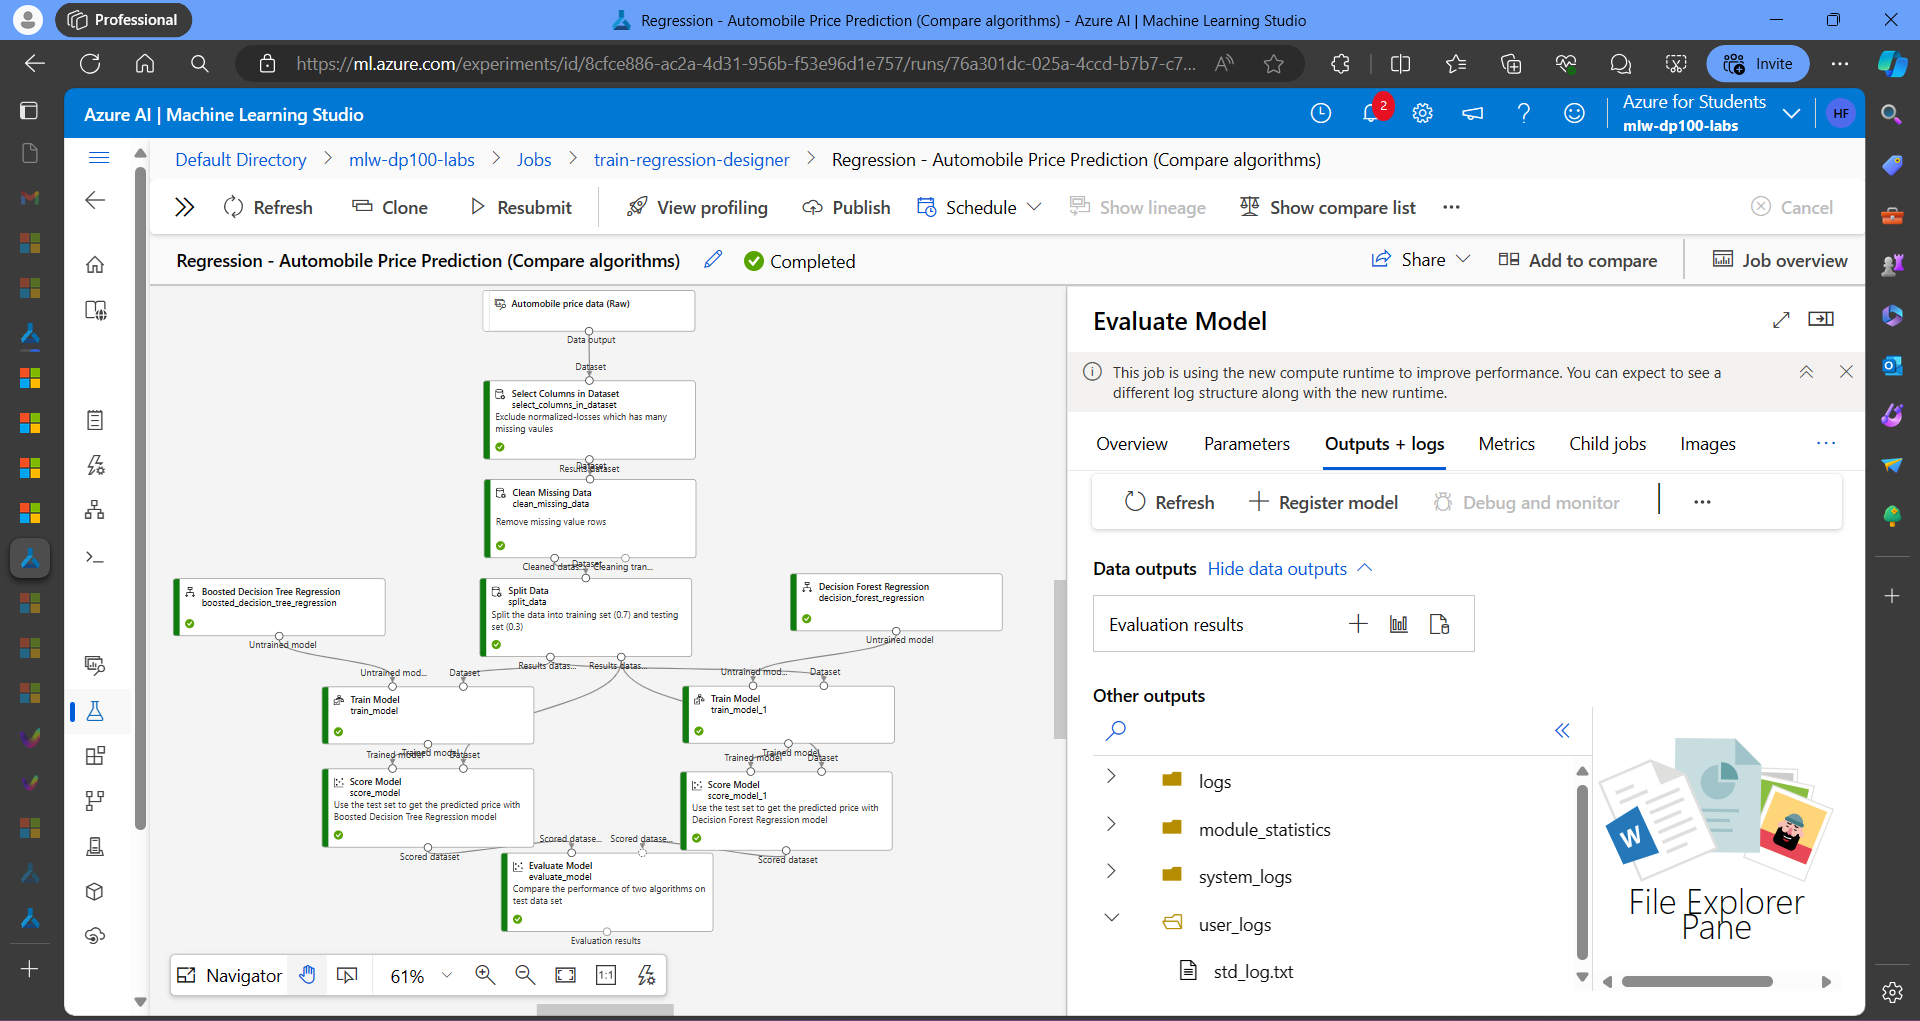 Professional
Regression - Automobile Price Prediction (Compare algorithms) - Azure AI | Machine Learning Studio
https://ml.azure.com/experiments/id/8cfce886-ac2a-4d31-956b-f53e96d1e757/runs/76a301dc-025a-4ccd-b7b7-c7...
Invite
Azure AI | Machine Learning Studio
2
Azure for Students
mlw-dp100-labs
HF
Default Directory > mlw-dp100-labs > Jobs > train-regression-designer > Regression - Automobile Price Prediction (Compare algorithms)
Refresh
Clone
Resubmit
View profiling
Publish
Schedule
Show lineage
Show compare list
Cancel
Regression - Automobile Price Prediction (Compare algorithms)
Completed
Share
Add to compare
Job overview
Automobile price data (Raw)
Data output
Dataset
Select Columns in Dataset
select_columns_in_dataset
Exclude normalized-losses which has many
missing vaules
Results dataset
Dataset
Clean Missing Data
clean_missing_data
Remove missing value rows
Cleaned datas...
Dataset
Cleaning tran...
Boosted Decision Tree Regression
boosted_decision_tree_regression
Untrained model
Split Data
split_data
Split the data into training set (0.7) and testing
set (0.3)
Results datas...
Results datas...
Decision Forest Regression
decision_forest_regression
Untrained model
Untrained mod...
Dataset
Train Model
train_model
Trained model
Untrained mod...
Dataset
Train Model
train_model_1
Trained model
Trained model
Dataset
Score Model
score_model
Use the test set to get the predicted price with
Boosted Decision Tree Regression model
Scored dataset
Trained model
Dataset
Score Model
score_model_1
Use the test set to get the predicted price with
Decision Forest Regression model
Scored dataset
Scored datase...
Scored datase...
Evaluate Model
evaluate_model
Compare the performance of two algorithms on
test data set
Evaluation results
Navigator
61%
1:1
Evaluate Model
This job is using the new compute runtime to improve performance. You can expect to see a
different log structure along with the new runtime.
Overview
Parameters
Outputs + logs
Metrics
Child jobs
Images
Refresh
Register model
Debug and monitor
Data outputs
Hide data outputs
Evaluation results
Other outputs
logs
module_statistics
system_logs
user_logs
std_log.txt
W
File Explorer
Pane